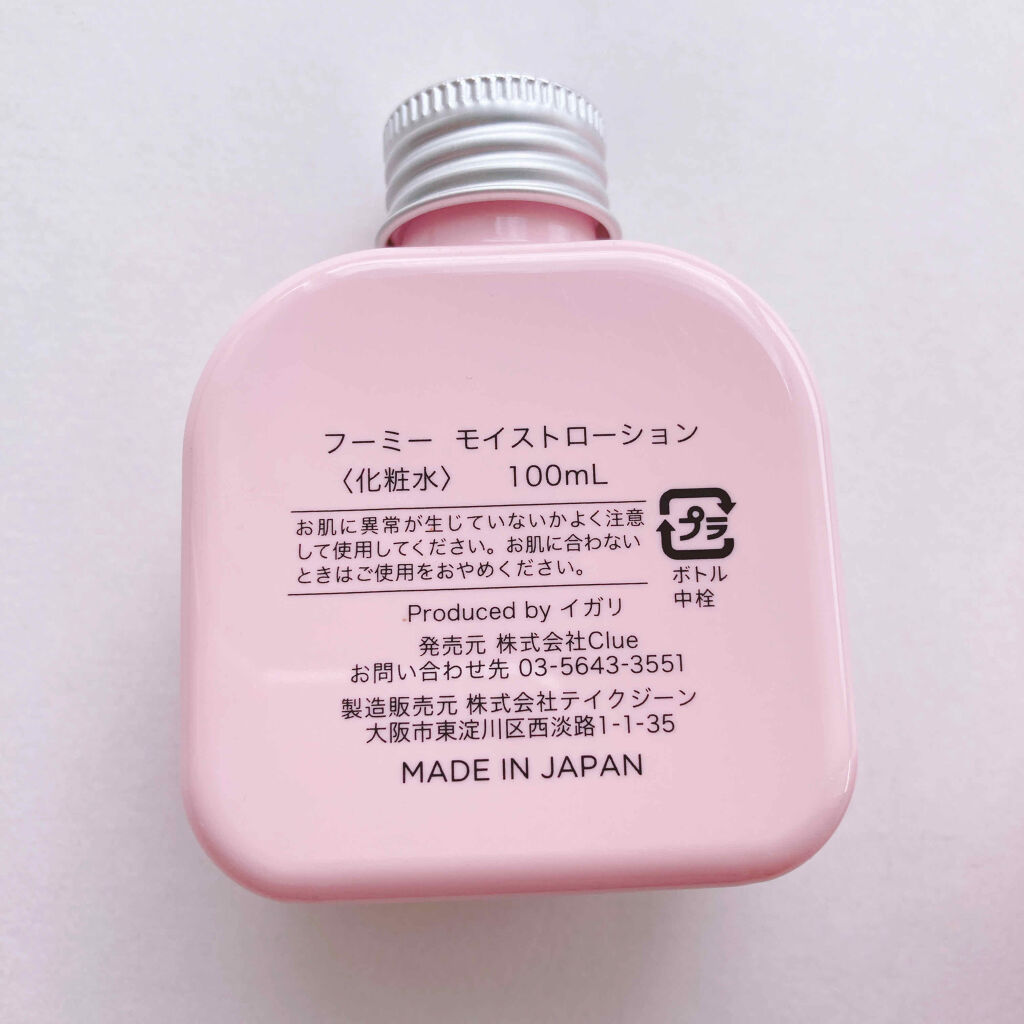 フーミー モイストローション
〈化粧水〉 100mL
お肌に異常が生じていないかよく注意
して使用してください。お肌に合わない
ときはご使用をおやめください。
プラ
ボトル
中栓
Produced by イガリ
発売元 株式会社Clue
お問い合わせ先 03-5643-3551
製造販売元 株式会社テイクジーン
大阪市東淀川区西淡路1-1-35
MADE IN JAPAN